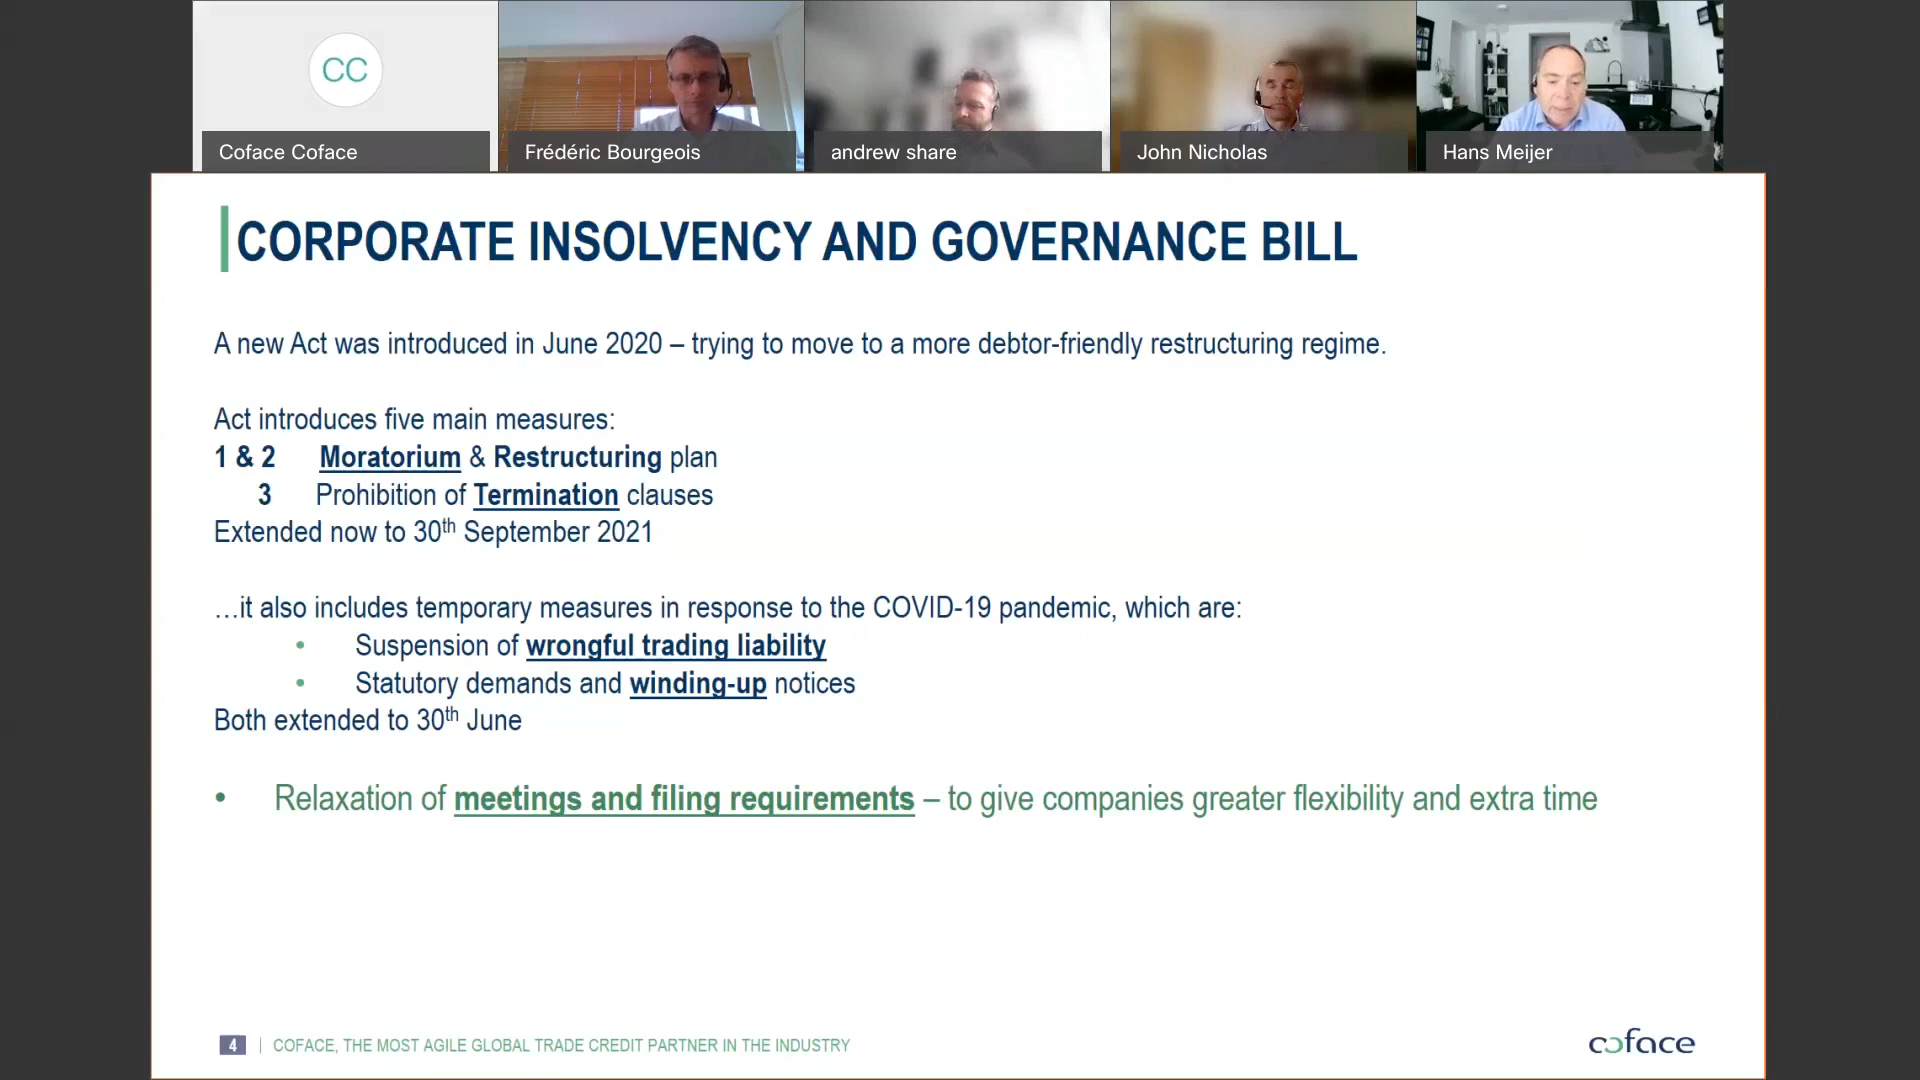 CC
Coface Coface
Frédéric Bourgeois
andrew share
John Nicholas
Hans Meijer
CORPORATE INSOLVENCY AND GOVERNANCE BILL
A new Act was introduced in June 2020 – trying to move to a more debtor-friendly restructuring regime.
Act introduces five main measures:
1 & 2 Moratorium & Restructuring plan
3 Prohibition of Termination clauses
Extended now to 30th September 2021
…it also includes temporary measures in response to the COVID-19 pandemic, which are:
• Suspension of wrongful trading liability
• Statutory demands and winding-up notices
Both extended to 30th June
• Relaxation of meetings and filing requirements – to give companies greater flexibility and extra time
4 | COFACE, THE MOST AGILE GLOBAL TRADE CREDIT PARTNER IN THE INDUSTRY
coface